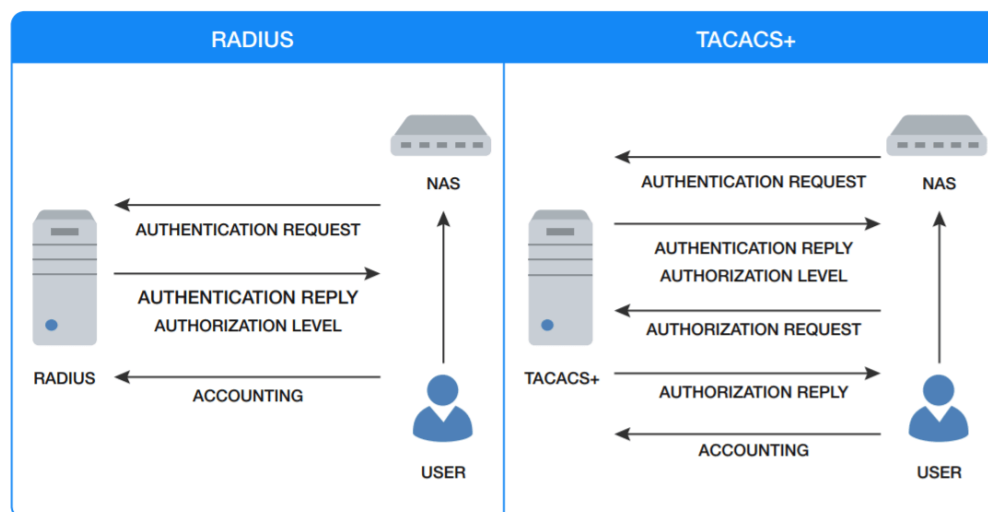 RADIUS
TACACS+
NAS
AUTHENTICATION REQUEST
AUTHENTICATION REPLY
AUTHORIZATION LEVEL
RADIUS
ACCOUNTING
USER
NAS
AUTHENTICATION REQUEST
AUTHENTICATION REPLY
AUTHORIZATION LEVEL
AUTHORIZATION REQUEST
TACACS+
AUTHORIZATION REPLY
ACCOUNTING
USER